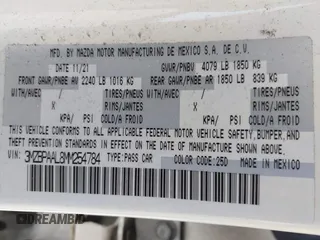 MFD. BY MAZDA MOTOR MANUFACTURING DE MEXICO S.A. DE C.V.
DATE 11/21 GVWR/PNBV 4079 LB 1850 KG
FRONT GAWR/PNBE AV 2240 LB 1016 KG REAR GAWR/PNBE AR 1850 LB 839 KG
WITH/AVEC / TIRES/PNEUS WITH/AVEC / TIRES/PNEUS
X RIMS/JANTES X RIMS/JANTES
KPA/ PSI COLD/A FROID KPA/ PSI COLD/A FROID
THIS VEHICLE CONFORMS TO ALL APPLICABLE FEDERAL MOTOR VEHICLE SAFETY, BUMPER,
AND THEFT PREVENTION STANDARDS IN EFFECT ON THE DATE OF MANUFACTURE SHOWN ABOVE.
TYPE:PASS CAR COLOR CODE:25D MADE IN MEXICO